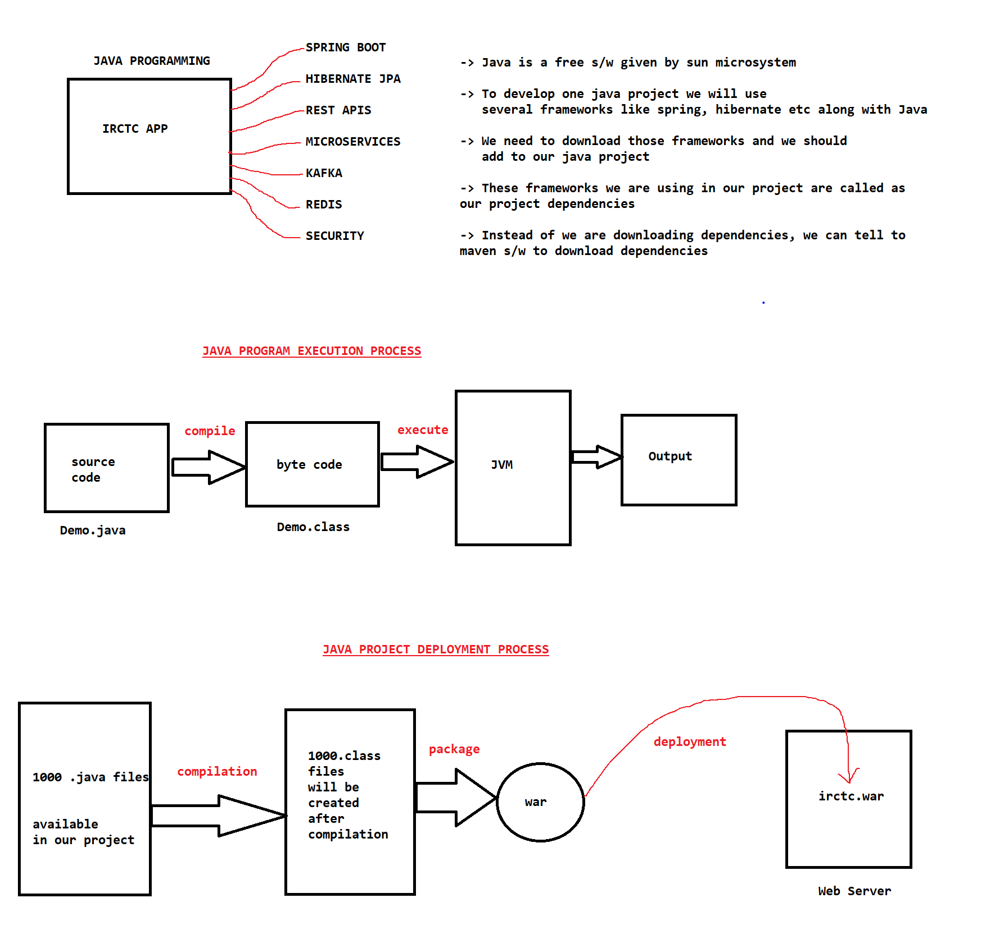 JAVA PROGRAMMING
IRCTC APP
SPRING BOOT
HIBERNATE JPA
REST APIS
MICROSERVICES
KAFKA
REDIS
SECURITY
-> Java is a free s/w given by sun microsystem
-> To develop one java project we will use
several frameworks like spring, hibernate etc along with Java
-> We need to download those frameworks and we should
add to our java project
-> These frameworks we are using in our project are called as
our project dependencies
-> Instead of we are downloading dependencies, we can tell to
maven s/w to download dependencies
JAVA PROGRAM EXECUTION PROCESS
source
code
Demo.java
compile
byte code
Demo.class
execute
JVM
Output
JAVA PROJECT DEPLOYMENT PROCESS
1000 .java files
available
in our project
compilation
1000.class
files
will be
created
after
compilation
package
war
deployment
irctc.war
Web Server